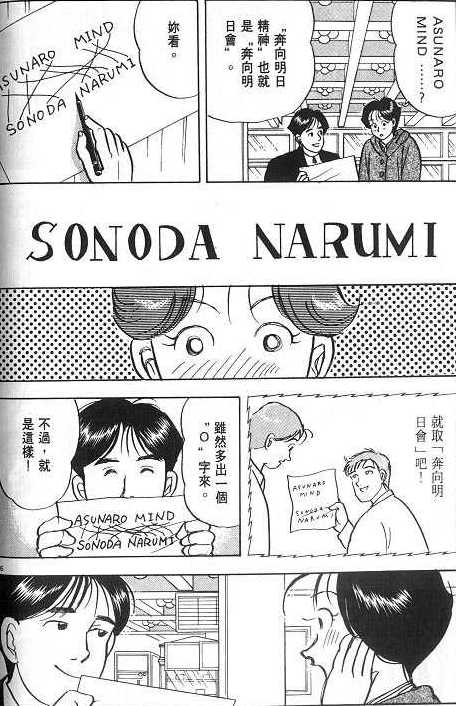 ASUNARO
MIND……?
“奔向明日
精神”也就
是“奔向明
日會”。
妳看。
ASUNARO MIND
SONODA NARUMI
SONODA NARUMI
就取「奔向明
日會」吧！
ASUNARO
MIND
SONODA
NARUMI
雖然多出一個
“O”字來。
不過，就
是這樣！
ASUNARO MIND
SONODA NARUMI
6